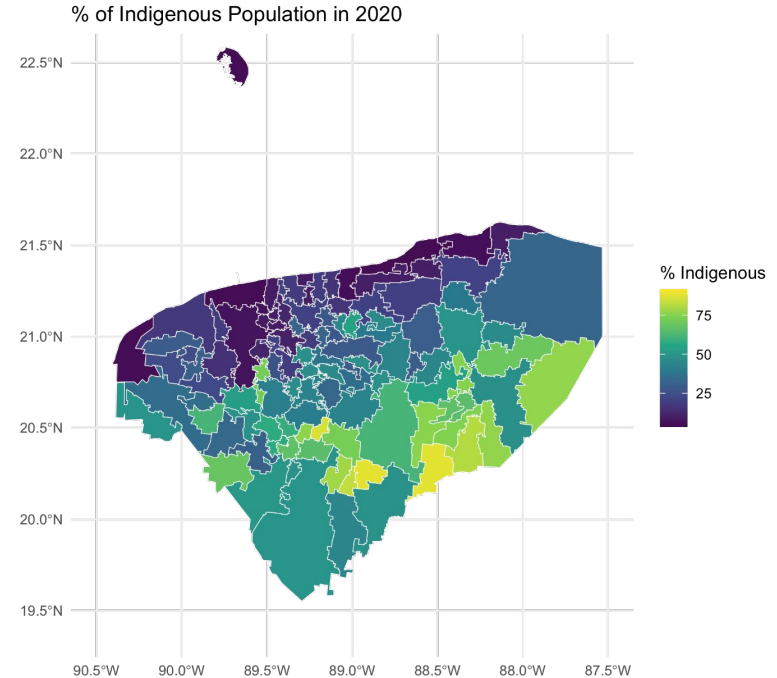 % of Indigenous Population in 2020
22.5°N
22.0°N
21.5°N
21.0°N
20.5°N
20.0°N
19.5°N
90.5°W 90.0°W 89.5°W 89.0°W 88.5°W 88.0°W 87.5°W
% Indigenous
75
50
25